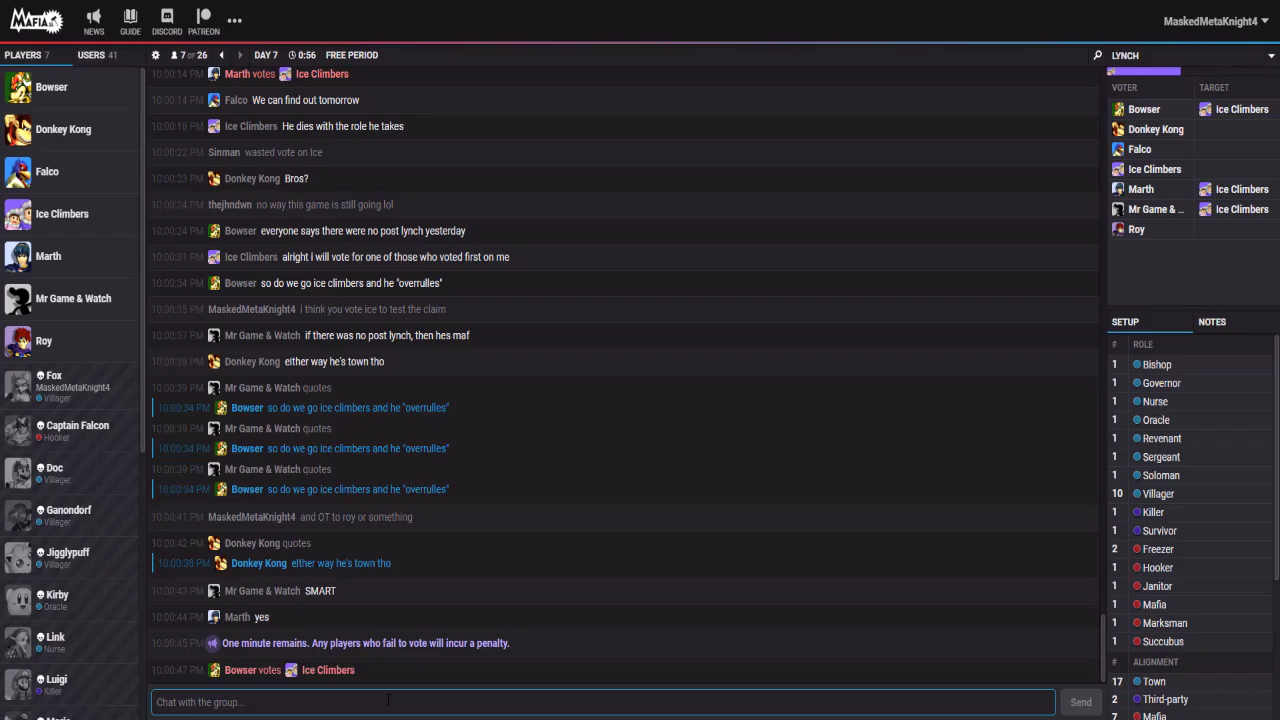 MAFIA
NEWS
GUIDE
DISCORD
PATREON
MaskedMetaKnight4
PLAYERS 7
USERS 41
7 of 26
DAY 7
0:56
FREE PERIOD
LYNCH
Bowser
Donkey Kong
Falco
Ice Climbers
Marth
Mr Game & Watch
Roy
Fox
MaskedMetaKnight4
Villager
Captain Falcon
Hooker
Doc
Villager
Ganondorf
Villager
Jigglypuff
Villager
Kirby
Oracle
Link
Nurse
Luigi
Killer
10:00:14 PM Marth votes Ice Climbers
10:00:14 PM Falco We can find out tomorrow
10:00:18 PM Ice Climbers He dies with the role he takes
10:00:22 PM Sinman wasted vote on Ice
10:00:23 PM Donkey Kong Bros?
10:00:24 PM thejhndwn no way this game is still going lol
10:00:24 PM Bowser everyone says there were no post lynch yesterday
10:00:31 PM Ice Climbers alright i will vote for one of those who voted first on me
10:00:34 PM Bowser so do we go ice climbers and he "overrulles"
10:00:35 PM MaskedMetaKnight4 i think you vote ice to test the claim
10:00:37 PM Mr Game & Watch if there was no post lynch, then hes maf
10:00:38 PM Donkey Kong elther way he's town tho
10:00:39 PM Mr Game & Watch quotes
10:00:34 PM Bowser so do we go ice climbers and he "overrulles"
10:00:39 PM Mr Game & Watch quotes
10:00:34 PM Bowser so do we go ice climbers and he "overrulles"
10:00:39 PM Mr Game & Watch quotes
10:00:34 PM Bowser so do we go ice climbers and he "overrulles"
10:00:41 PM MaskedMetaKnight4 and OT to roy or something
10:00:42 PM Donkey Kong quotes
10:00:38 PM Donkey Kong elther way he's town tho
10:00:43 PM Mr Game & Watch SMART
10:00:44 PM Marth yes
10:00:45 PM One minute remains. Any players who fail to vote will incur a penalty.
10:00:47 PM Bowser votes Ice Climbers
Chat with the group...
Send
VOTER TARGET
Bowser Ice Climbers
Donkey Kong
Falco
Ice Climbers
Marth Ice Climbers
Mr Game & ... Ice Climbers
Roy
SETUP NOTES
# ROLE
1 Bishop
1 Governor
1 Nurse
1 Oracle
1 Revenant
1 Sergeant
1 Soloman
10 Villager
1 Killer
1 Survivor
2 Freezer
1 Hooker
1 Janitor
1 Mafia
1 Marksman
1 Succubus
# ALIGNMENT
17 Town
2 Third-party
7 Mafia